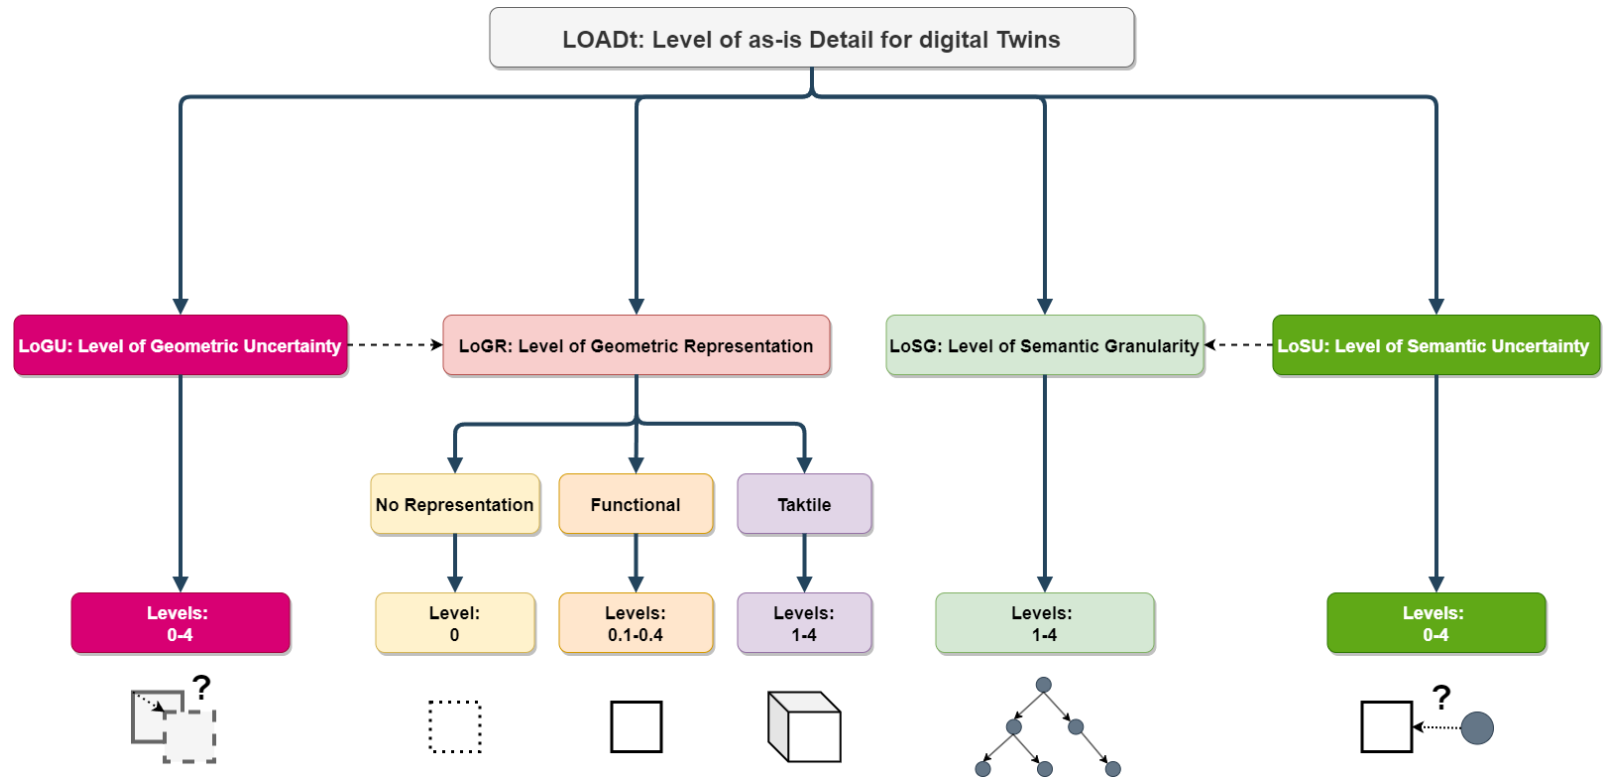 LOADt: Level of as-is Detail for digital Twins
LoGU: Level of Geometric Uncertainty
LoGR: Level of Geometric Representation
LoSG: Level of Semantic Granularity
LoSU: Level of Semantic Uncertainty
No Representation
Functional
Taktile
Levels:
0-4
Level:
0
Levels:
0.1-0.4
Levels:
1-4
Levels:
1-4
Levels:
0-4
?
?